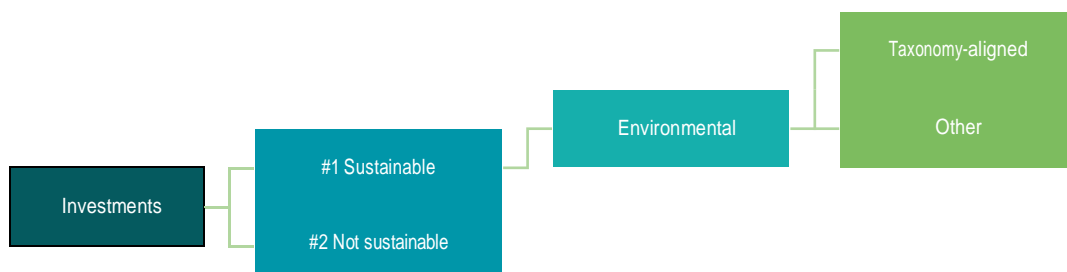 Investments
#1 Sustainable
#2 Not sustainable
Environmental
Taxonomy-aligned
Other